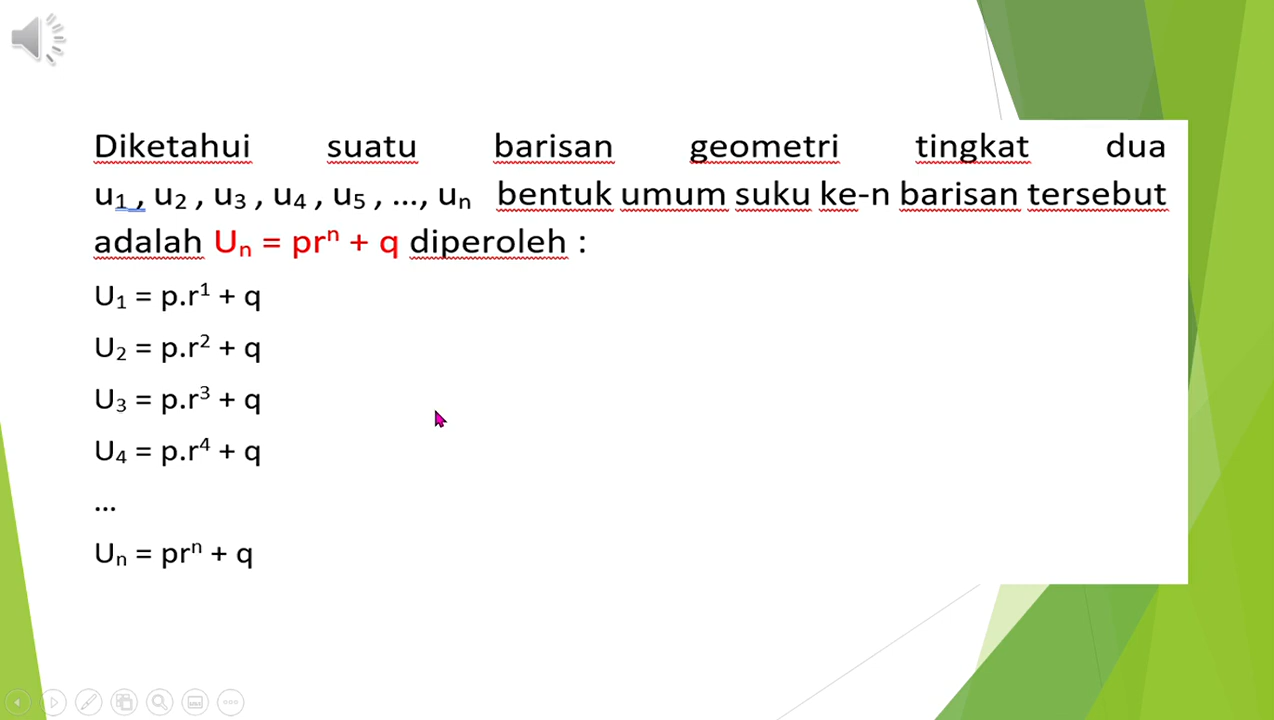 Diketahui suatu barisan geometri tingkat dua
u₁ , u₂ , u₃ , u₄ , u₅ , ..., uₙ bentuk umum suku ke-n barisan tersebut
adalah Uₙ = prⁿ + q diperoleh :
U₁ = p.r¹ + q
U₂ = p.r² + q
U₃ = p.r³ + q
U₄ = p.r⁴ + q
...
Uₙ = prⁿ + q